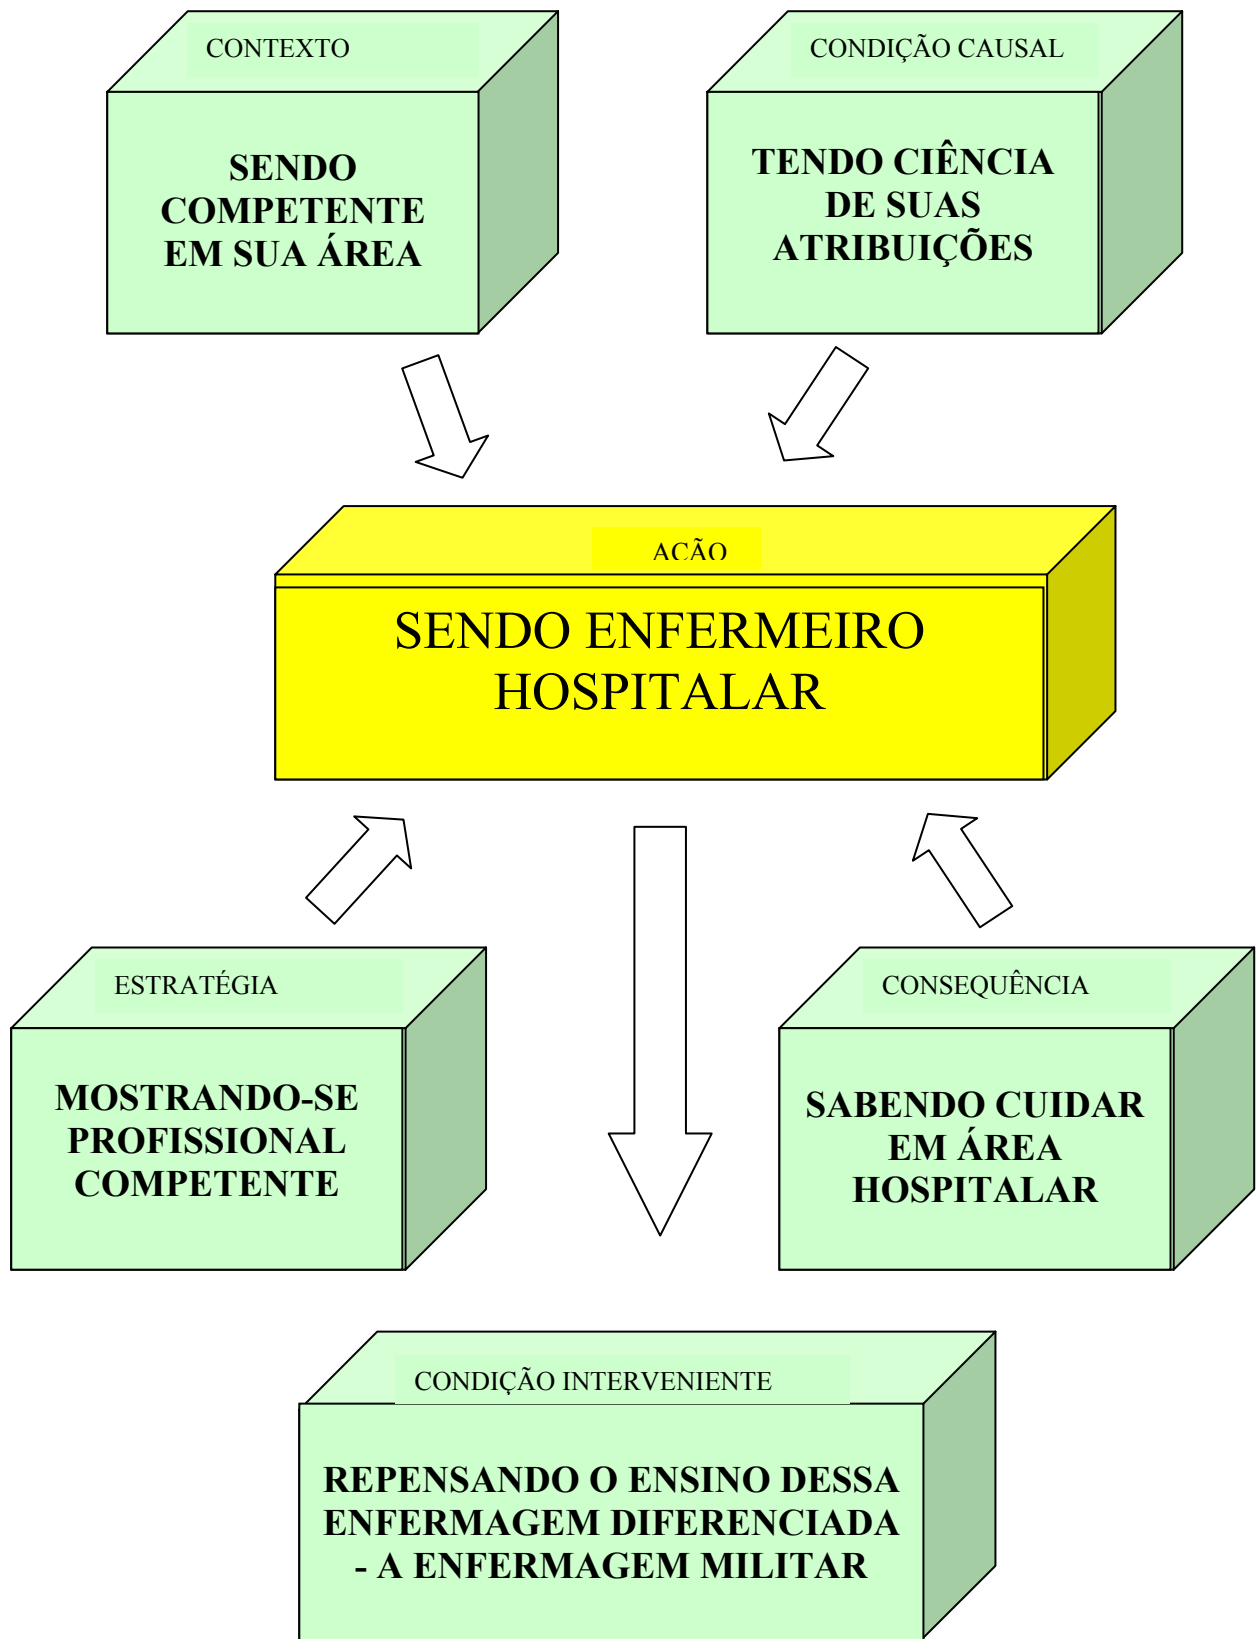 CONTEXTO
SENDO
COMPETENTE
EM SUA ÁREA
CONDIÇÃO CAUSAL
TENDO CIÊNCIA
DE SUAS
ATRIBUIÇÕES
AÇÃO
SENDO ENFERMEIRO
HOSPITALAR
ESTRATÉGIA
MOSTRANDO-SE
PROFISSIONAL
COMPETENTE
CONSEQUÊNCIA
SABENDO CUIDAR
EM ÁREA
HOSPITALAR
CONDIÇÃO INTERVENIENTE
REPENSANDO O ENSINO DESSA
ENFERMAGEM DIFERENCIADA
- A ENFERMAGEM MILITAR